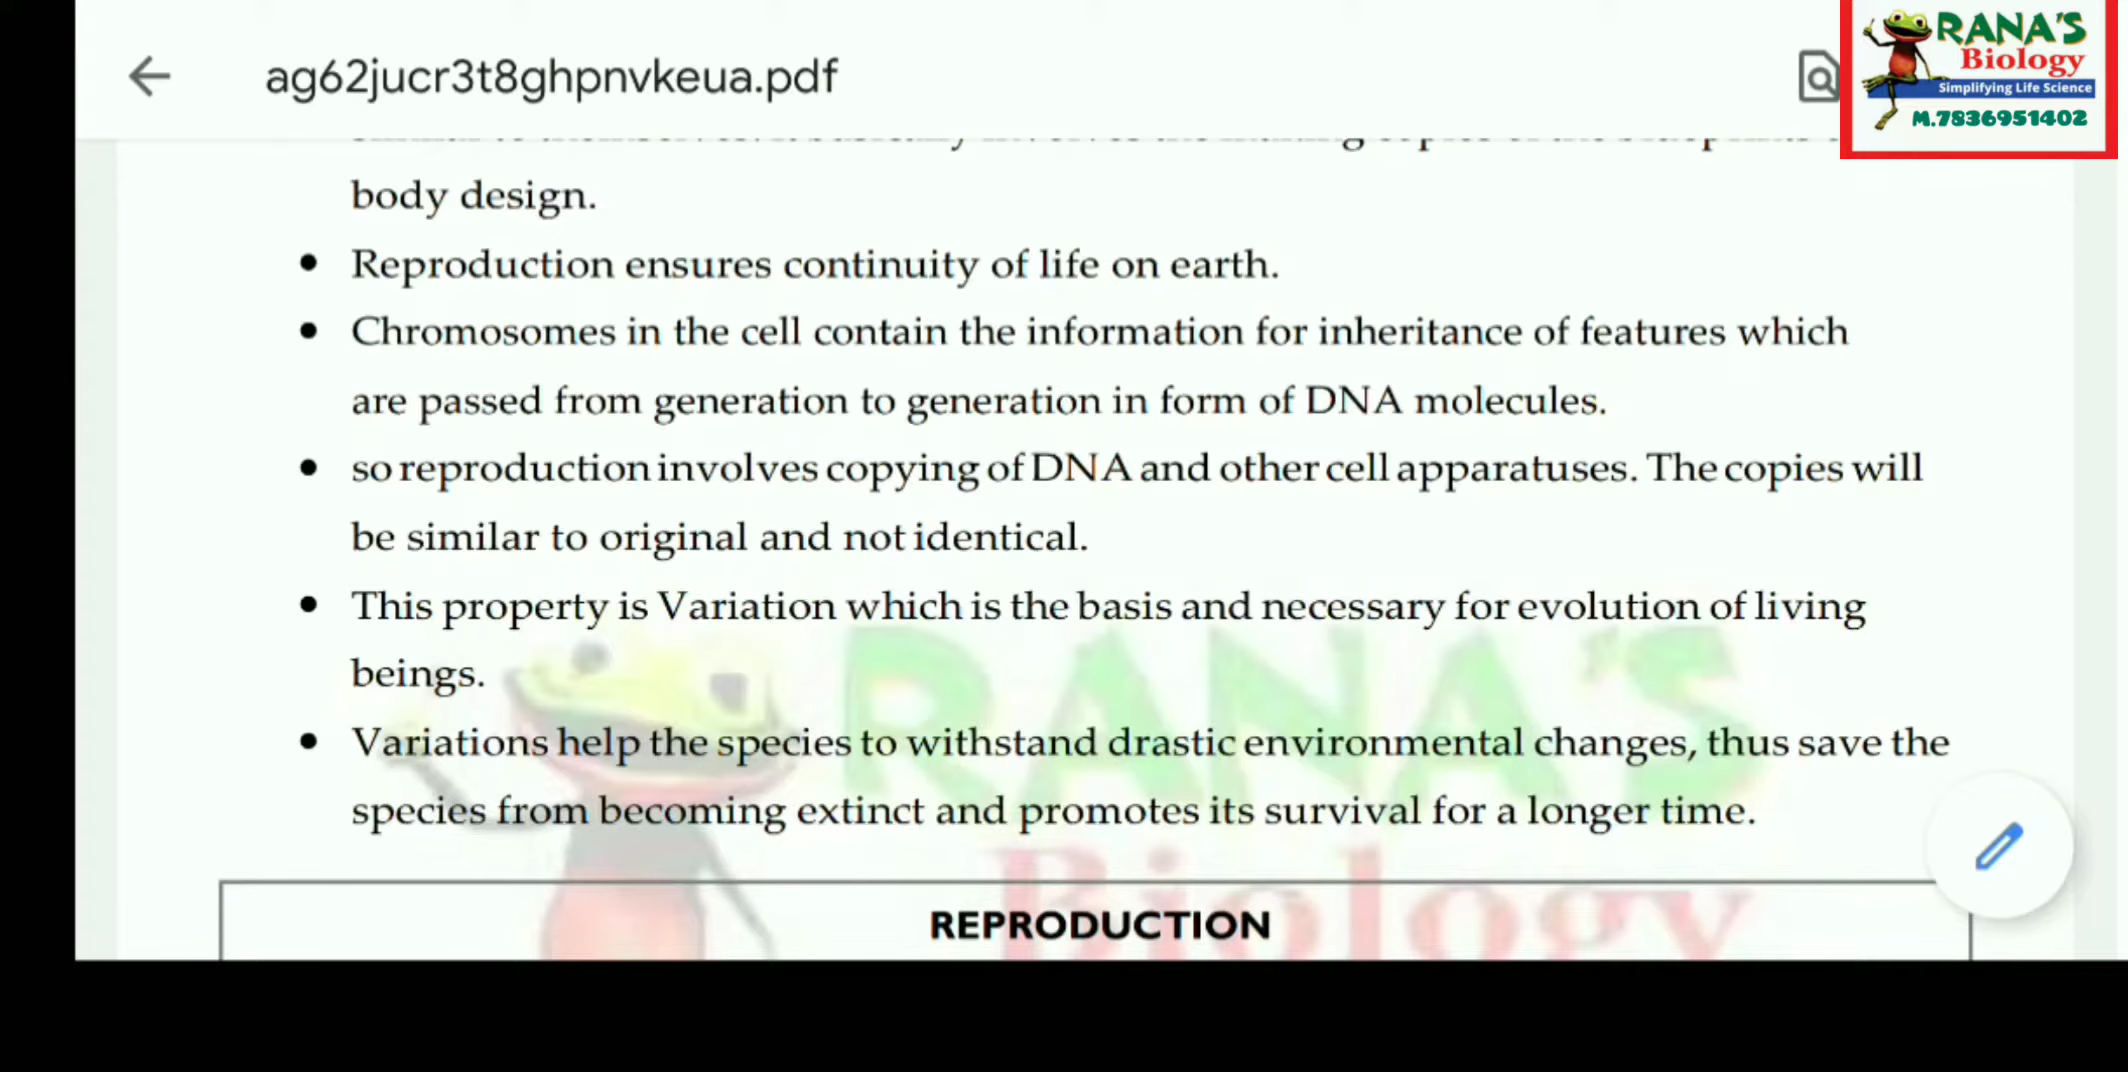 ag62jucr3t8ghpnvkeua.pdf
RANA'S
Biology
Simplifying Life Science
M.7836951402
body design.
• Reproduction ensures continuity of life on earth.
• Chromosomes in the cell contain the information for inheritance of features which
are passed from generation to generation in form of DNA molecules.
• so reproduction involves copying of DNA and other cell apparatuses. The copies will
be similar to original and not identical.
• This property is Variation which is the basis and necessary for evolution of living
beings.
• Variations help the species to withstand drastic environmental changes, thus save the
species from becoming extinct and promotes its survival for a longer time.
RANA'S
Biology
REPRODUCTION